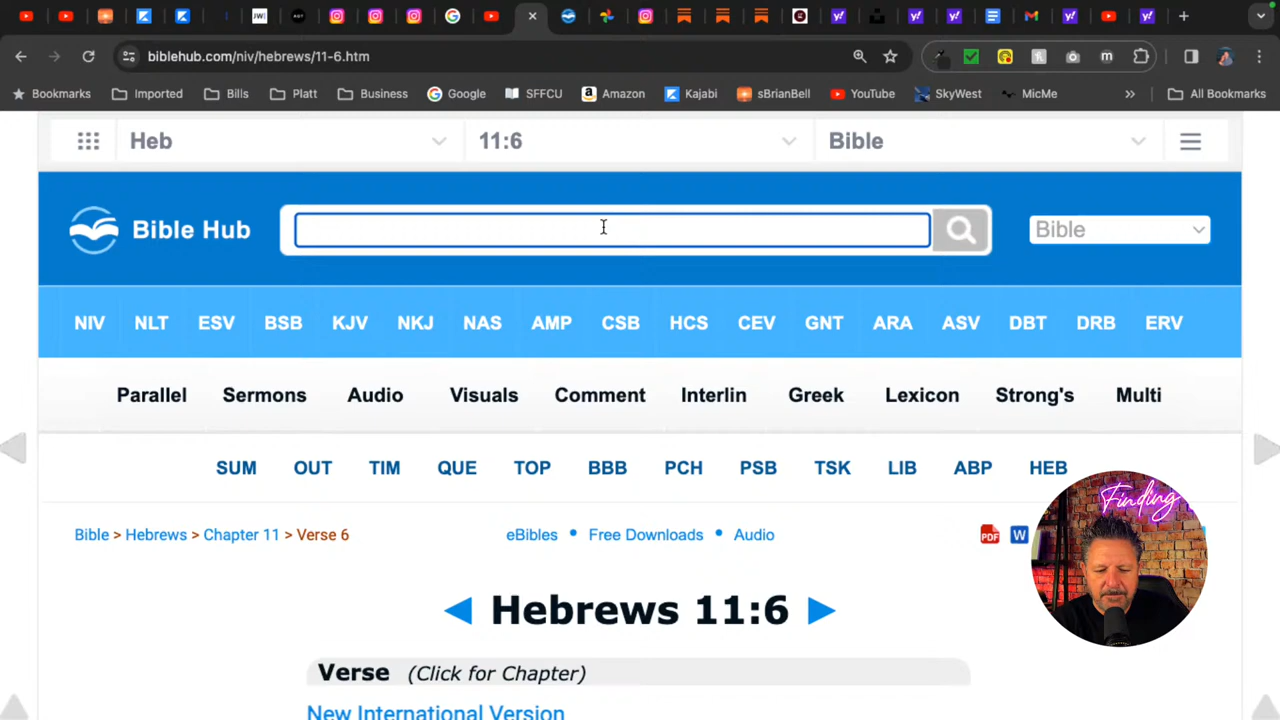 JW
ABT
biblehub.com/niv/hebrews/11-6.htm
Bookmarks Imported Bills Platt Business Google SFFCU Amazon Kajabi sBrianBell YouTube SkyWest MicMe » All Bookmarks
Heb 11:6 Bible
Bible Hub Bible
NIV NLT ESV BSB KJV NKJ NAS AMP CSB HCS CEV GNT ARA ASV DBT DRB ERV
Parallel Sermons Audio Visuals Comment Interlin Greek Lexicon Strong's Multi
SUM OUT TIM QUE TOP BBB PCH PSB TSK LIB ABP HEB
Finding
Bible > Hebrews > Chapter 11 > Verse 6 eBibles • Free Downloads • Audio PDF W
Hebrews 11:6
Verse (Click for Chapter)
New International Version